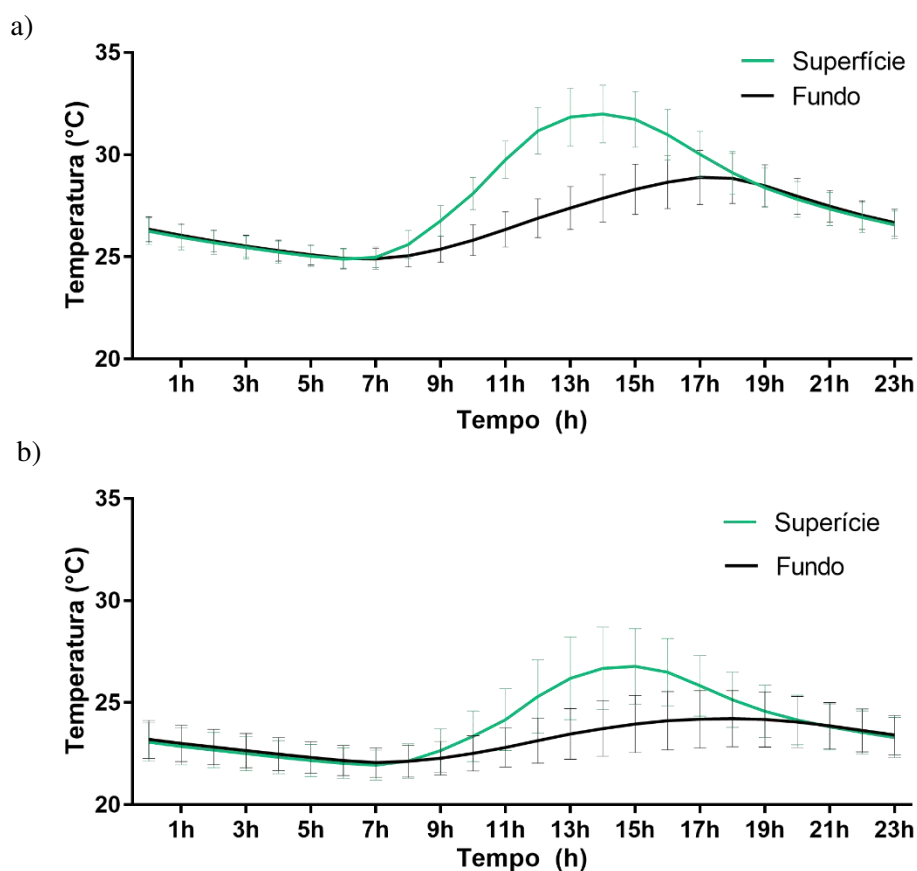 a)
35
30
25
20
Temperatura (°C)
Superfície
Fundo
1h 3h 5h 7h 9h 11h 13h 15h 17h 19h 21h 23h
Tempo (h)
b)
35
30
25
20
Temperatura (°C)
Superície
Fundo
1h 3h 5h 7h 9h 11h 13h 15h 17h 19h 21h 23h
Tempo (h)